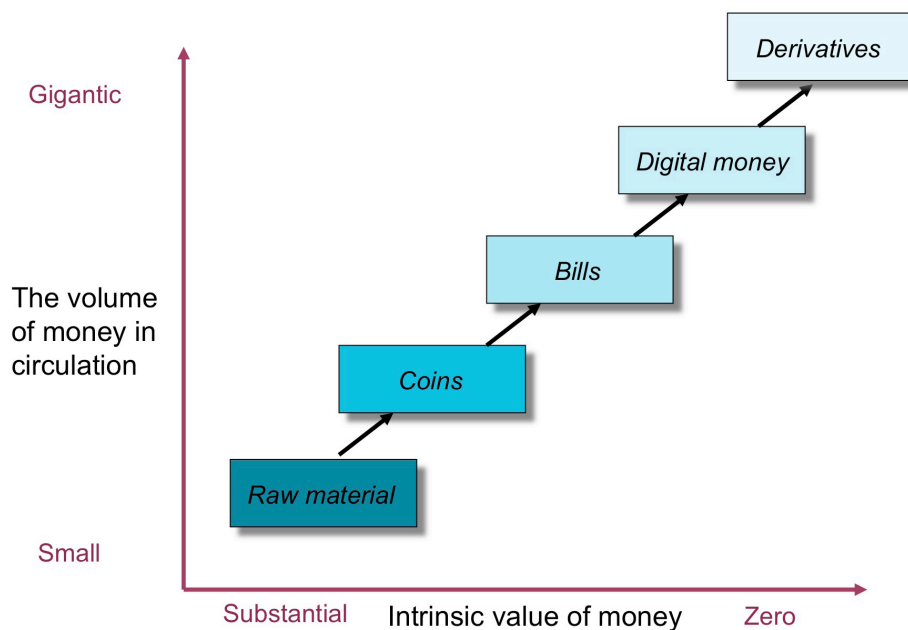 Derivatives
Gigantic
Digital money
Bills
The volume
of money in
circulation
Coins
Raw material
Small
Substantial
Intrinsic value of money
Zero